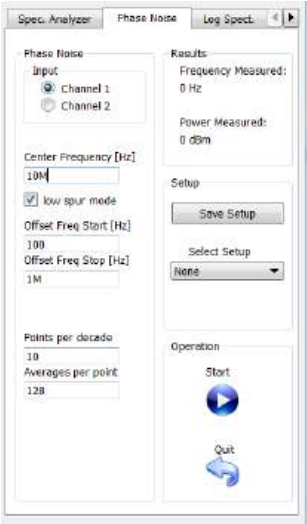 Spec. Analyzer
Phase Noise
Log Spect.
Phase Noise
Input
Channel 1
Channel 2
Center Frequency [Hz]
10M
low spur mode
Offset Freq Start [Hz]
100
Offset Freq Stop [Hz]
1M
Points per decade
10
Averages per point
128
Results
Frequency Measured:
0 Hz
Power Measured:
0 dBm
Setup
Save Setup
Select Setup
None
Operation
Start
Quit